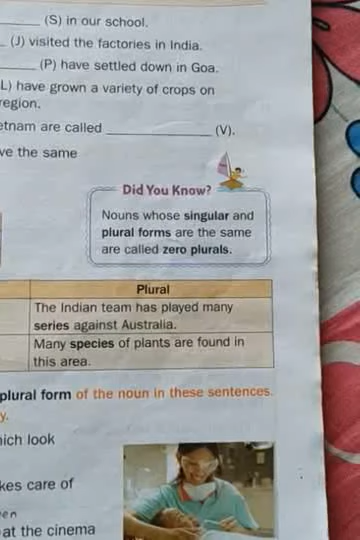 (S) in our school.
(J) visited the factories in India.
(P) have settled down in Goa.
L) have grown a variety of crops on
region.
etnam are called (V).
ve the same
Did You Know?
Nouns whose singular and
plural forms are the same
are called zero plurals.
Plural
The Indian team has played many
series against Australia.
Many species of plants are found in
this area.
plural form of the noun in these sentences.
y.
ich look
kes care of
en
at the cinema